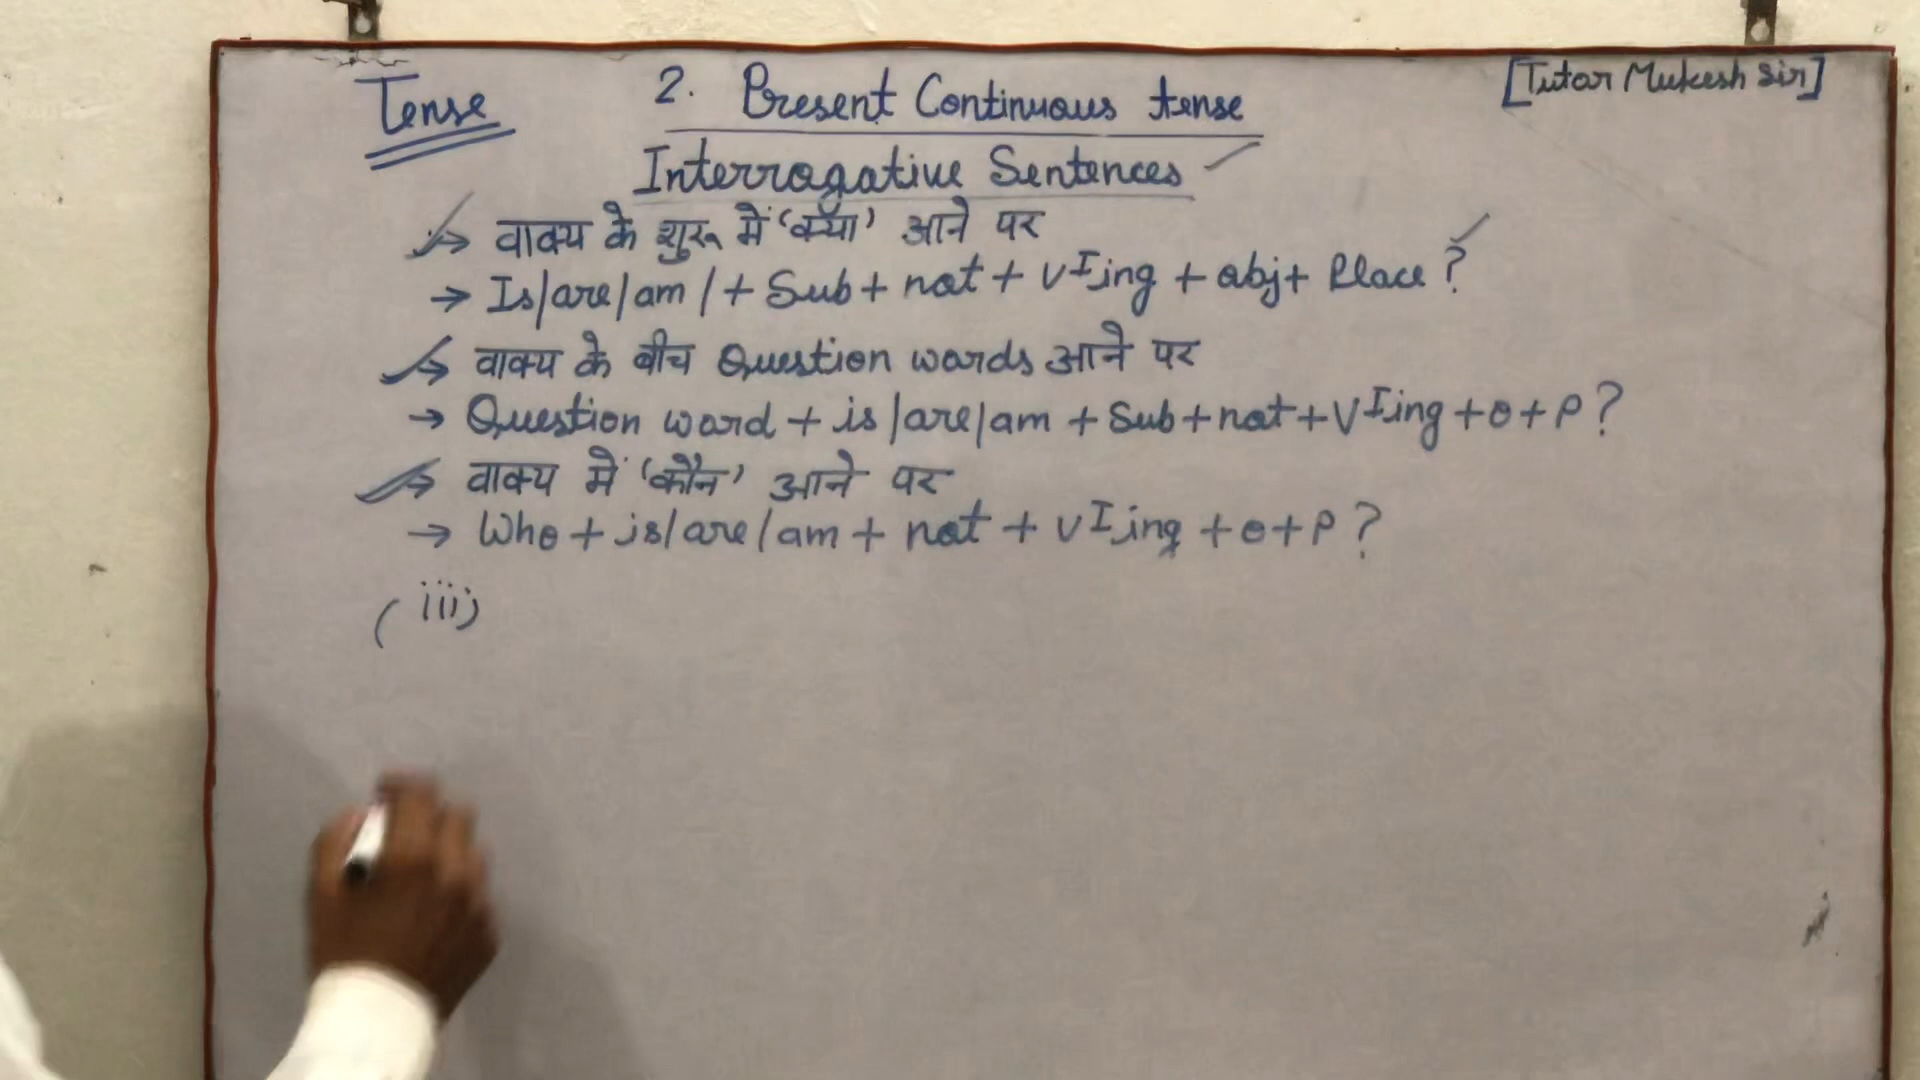 Tense
2. Present Continuous tense
[Tutor Mukesh Sir]
Interrogative Sentences ✓
→ वाक्य के शुरू में 'क्या' आने पर
→ Is/are/am/+Sub+not+VIing+obj+Place?
→ वाक्य के बीच Question words आने पर
→ Question word+is/are/am+Sub+not+VIing+o+P?
→ वाक्य में 'कौन' आने पर
→ Who+is/are/am+not+VIing+o+P?
(iii)